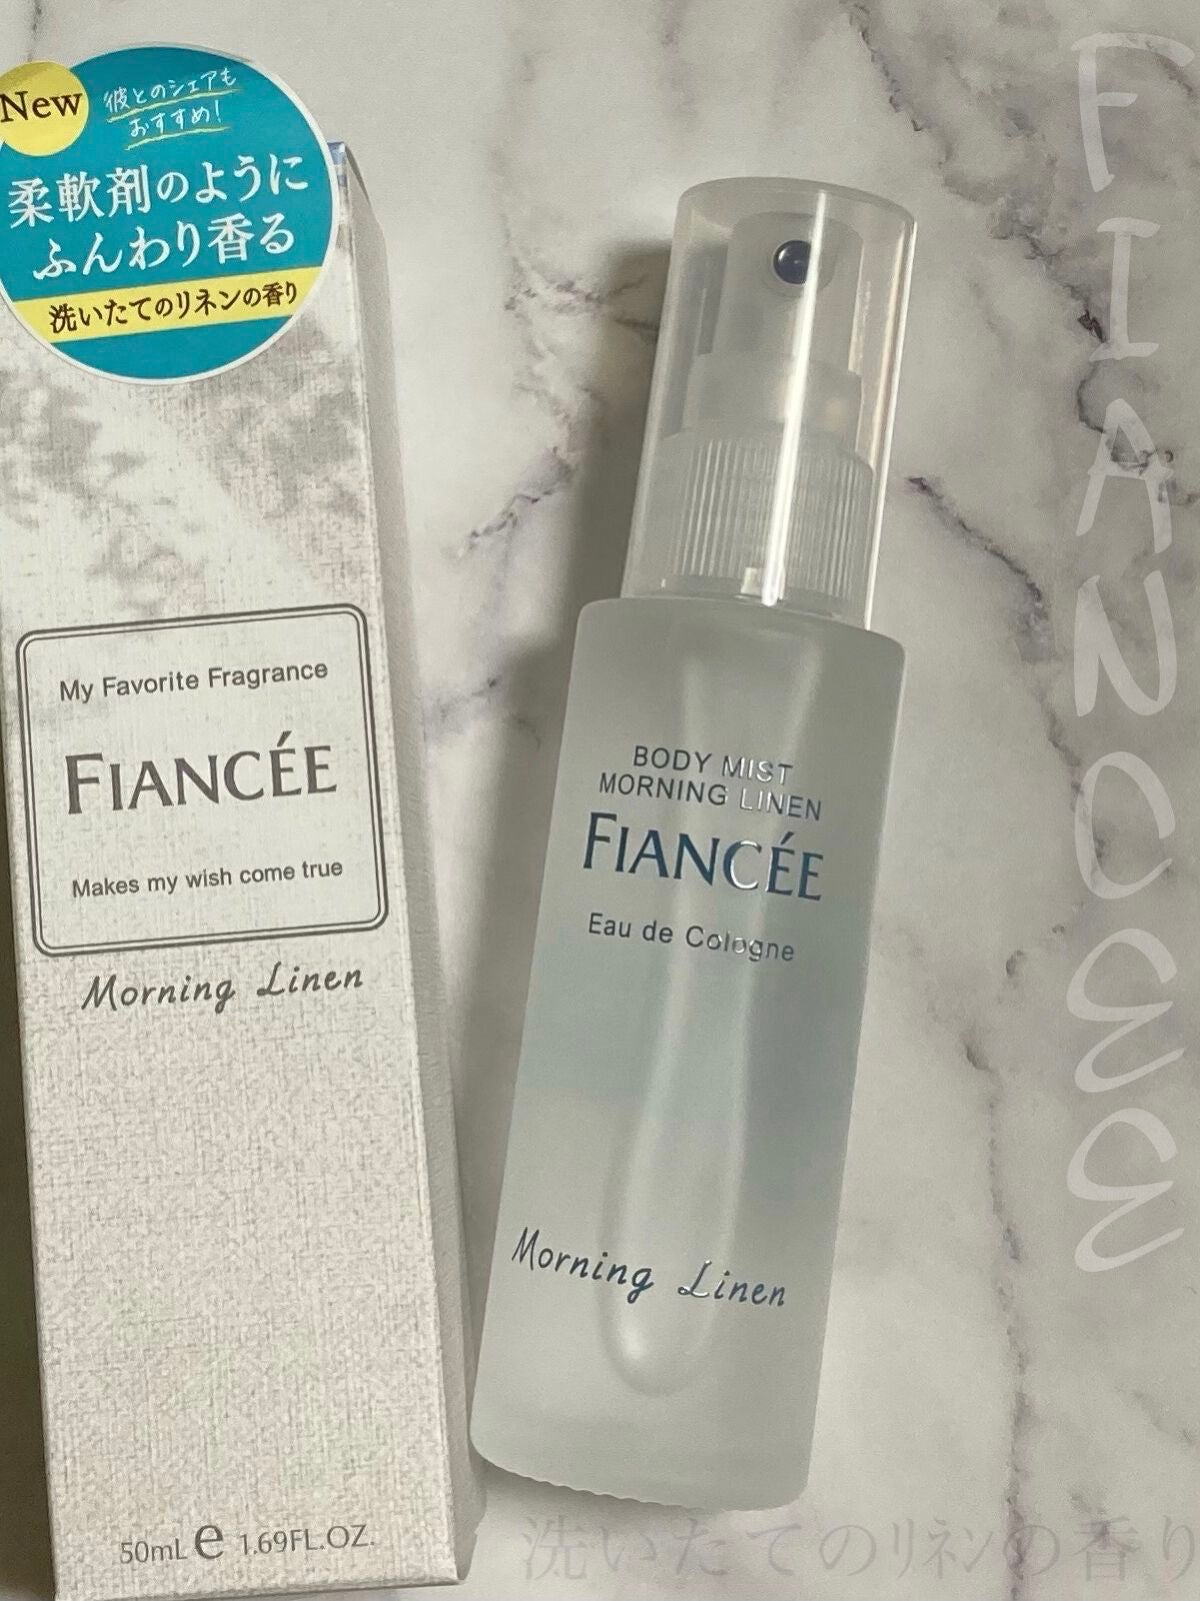 New
彼とのシェアも
おすすめ!
柔軟剤のように
ふんわり香る
洗いたてのリネンの香り
My Favorite Fragrance
FIANCÉE
Makes my wish come true
Morning Linen
50mL e 1.69FL.OZ.
BODY MIST
MORNING LINEN
FIANCÉE
Eau de Cologne
Morning Linen
FIANCEE
洗いたてのリネンの香り